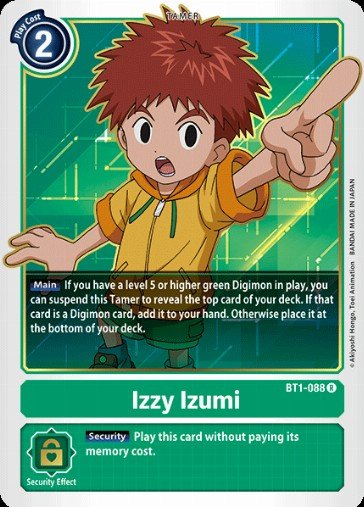 TAMER
Play Cost
2
Main If you have a level 5 or higher green Digimon in play, you
can suspend this Tamer to reveal the top card of your deck. If that
card is a Digimon card, add it to your hand. Otherwise place it at
the bottom of your deck.
© Akiyoshi Hongo, Toei Animation BANDAI MADE IN JAPAN
BT1-088 R
Izzy Izumi
Security Play this card without paying its
memory cost.
Security Effect